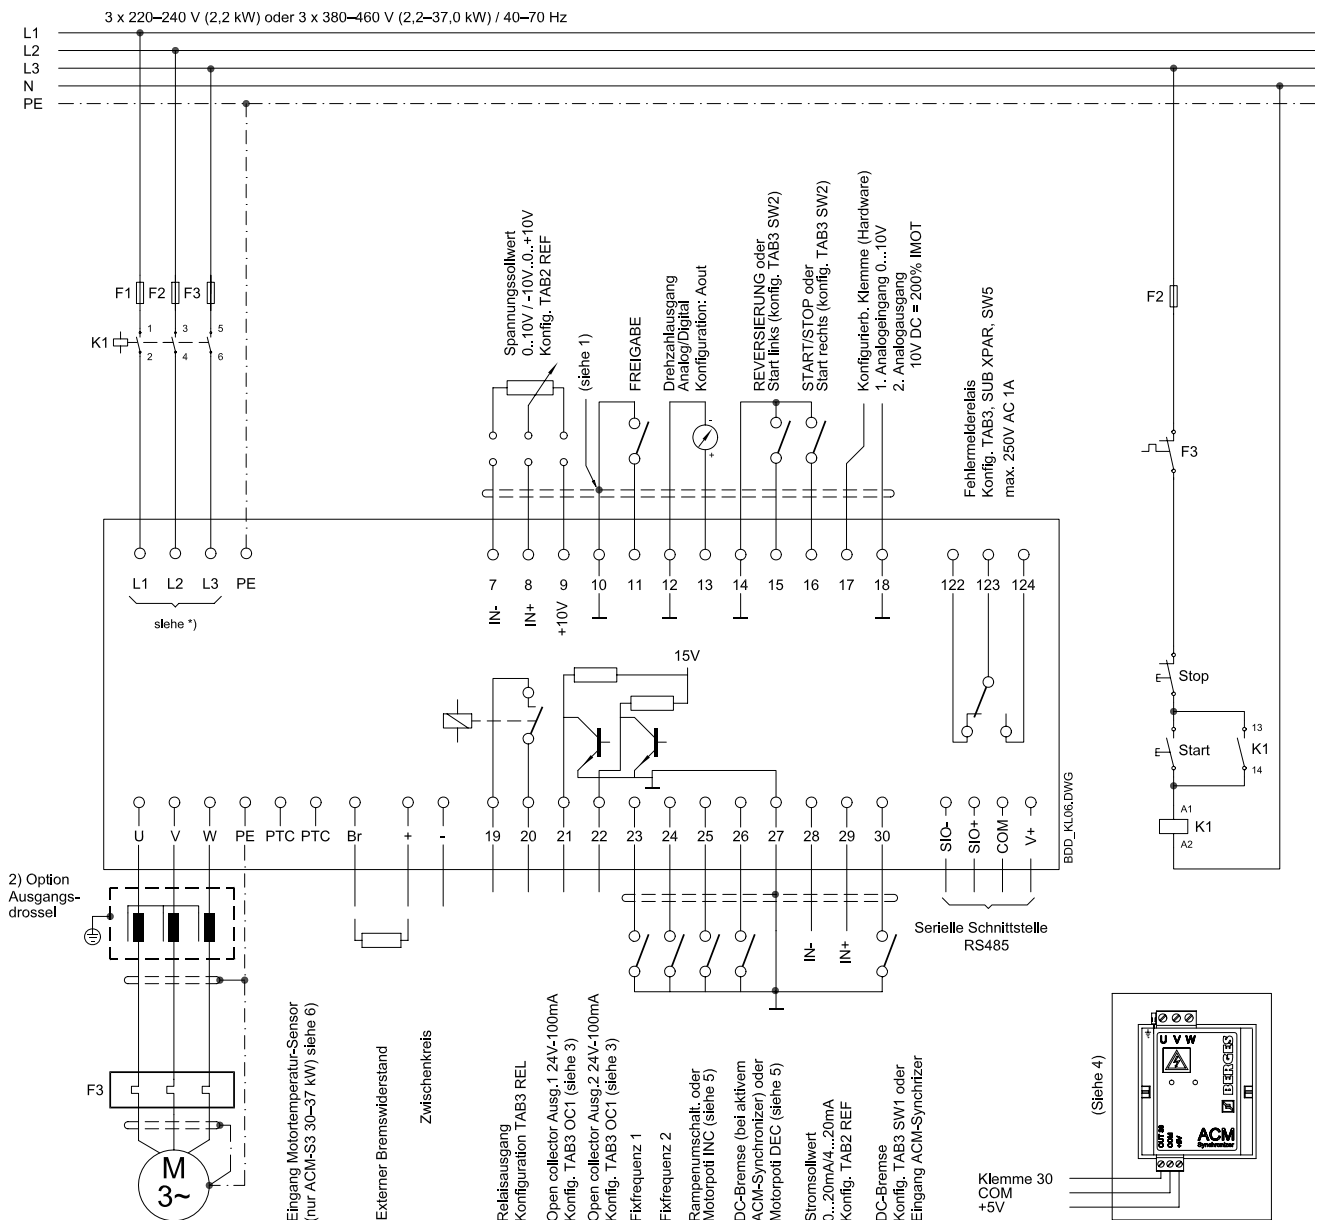 3 x 220–240 V (2,2 kW) oder 3 x 380–460 V (2,2–37,0 kW) / 40–70 Hz
L1
L2
L3
N
PE
F1
F2
F3
K1
1
3
5
2
4
6
Spannungssollwert
0..10V / -10V..0..+10V
Konfig. TAB2 REF
(siehe 1)
FREIGABE
Drehzahlausgang
Analog/Digital
Konfiguration: Aout
-
+
REVERSIERUNG oder
Start links (konfig. TAB3 SW2)
START/STOP oder
Start rechts (konfig. TAB3 SW2)
Konfigurierb. Klemme (Hardware)
1. Analogeingang 0...10V
2. Analogausgang
10V DC = 200% IMOT
Fehlermelderelais
Konfig. TAB3, SUB XPAR, SW5
max. 250V AC 1A
F2
F3
Stop
Start
13
K1
14
A1
K1
A2
L1
L2
L3
PE
siehe *)
7
8
9
10
11
12
13
14
15
16
17
18
122
123
124
IN-
IN+
+10V
15V
U
V
W
PE
PTC
PTC
Br
+
-
19
20
21
22
23
24
25
26
27
28
29
30
SIO-
SIO+
COM
V+
BDD_KL06.DWG
2) Option
Ausgangs-
drossel
IN-
IN+
Serielle Schnittstelle
RS485
F3
M
3~
Eingang Motortemperatur-Sensor
(nur ACM-S3 30–37 kW) siehe 6)
Externer Bremswiderstand
Zwischenkreis
Relaisausgang
Konfiguration TAB3 REL
Open collector Ausg.1 24V-100mA
Konfig. TAB3 OC1 (siehe 3)
Open collector Ausg.2 24V-100mA
Konfig. TAB3 OC1 (siehe 3)
Fixfrequenz 1
Fixfrequenz 2
Rampenumschalt. oder
Motorpoti INC (siehe 5)
DC-Bremse (bei aktivem
ACM-Synchronizer) oder
Motorpoti DEC (siehe 5)
Stromsollwert
0...20mA/4...20mA
Konfig. TAB2 REF
DC-Bremse
Konfig. TAB3 SW1 oder
Eingang ACM-Synchrizer
(Siehe 4)
U V W
BERGES
ACM
Synchronizer
OUT 30
COM
+5V
Klemme 30
COM
+5V